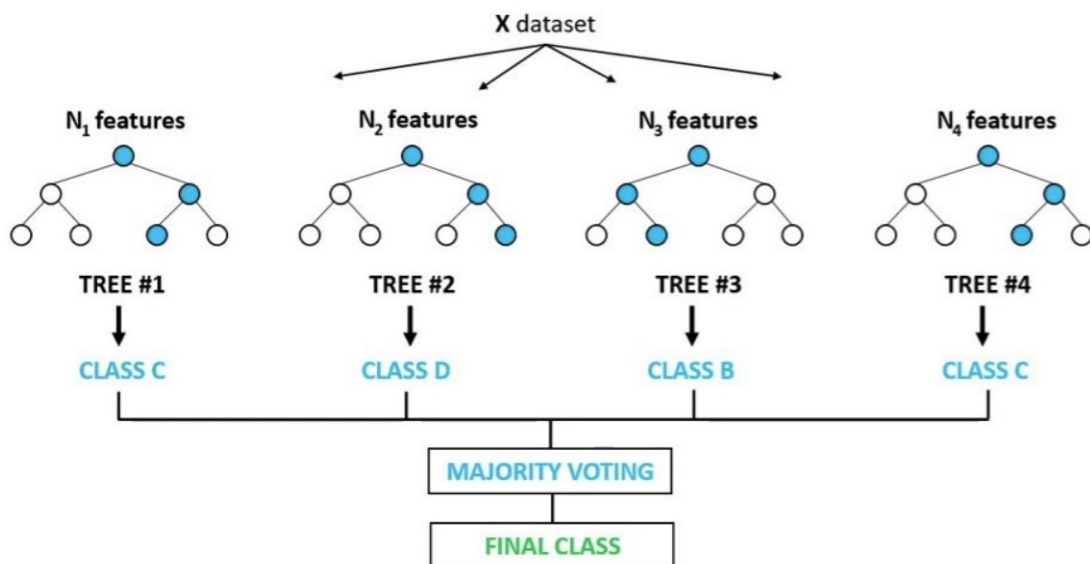 X dataset
N₁ features
N₂ features
N₃ features
N₄ features
TREE #1
TREE #2
TREE #3
TREE #4
CLASS C
CLASS D
CLASS B
CLASS C
MAJORITY VOTING
FINAL CLASS